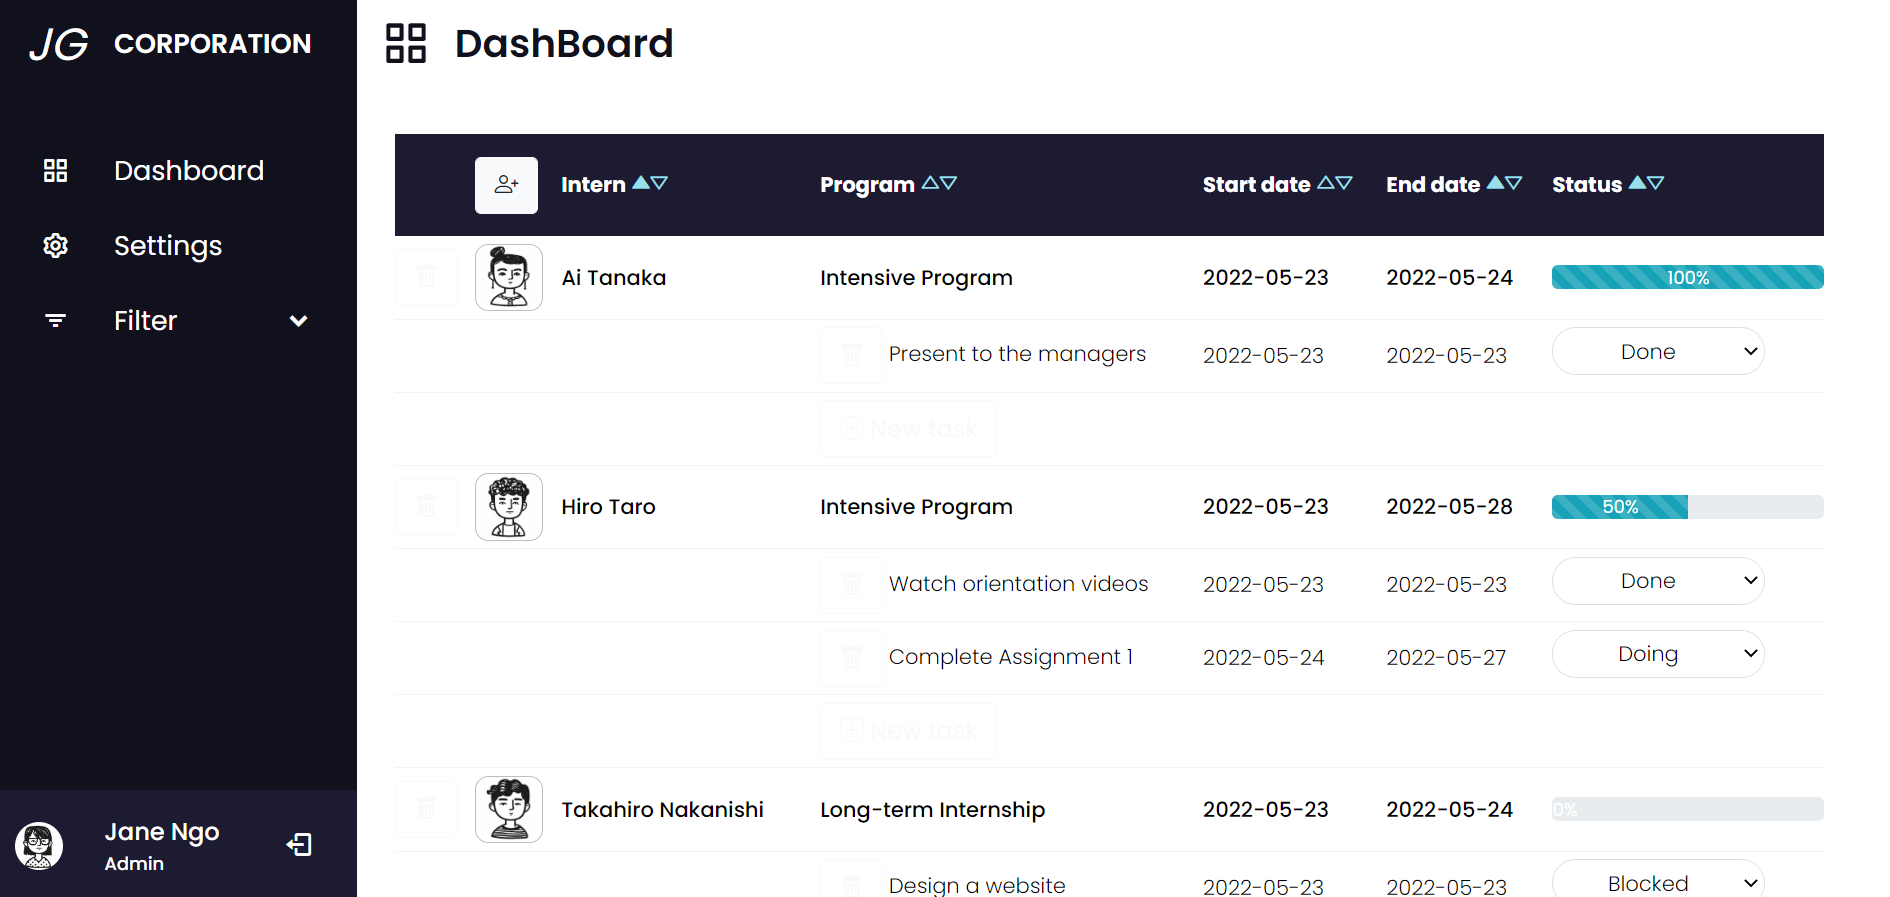 JG CORPORATION
DashBoard
Dashboard
Settings
Filter
Intern Program Start date End date Status
Ai Tanaka Intensive Program 2022-05-23 2022-05-24 100%
Present to the managers 2022-05-23 2022-05-23 Done
New task
Hiro Taro Intensive Program 2022-05-23 2022-05-28 50%
Watch orientation videos 2022-05-23 2022-05-23 Done
Complete Assignment 1 2022-05-24 2022-05-27 Doing
New task
Takahiro Nakanishi Long-term Internship 2022-05-23 2022-05-24 0%
Design a website 2022-05-23 2022-05-23 Blocked
Jane Ngo
Admin